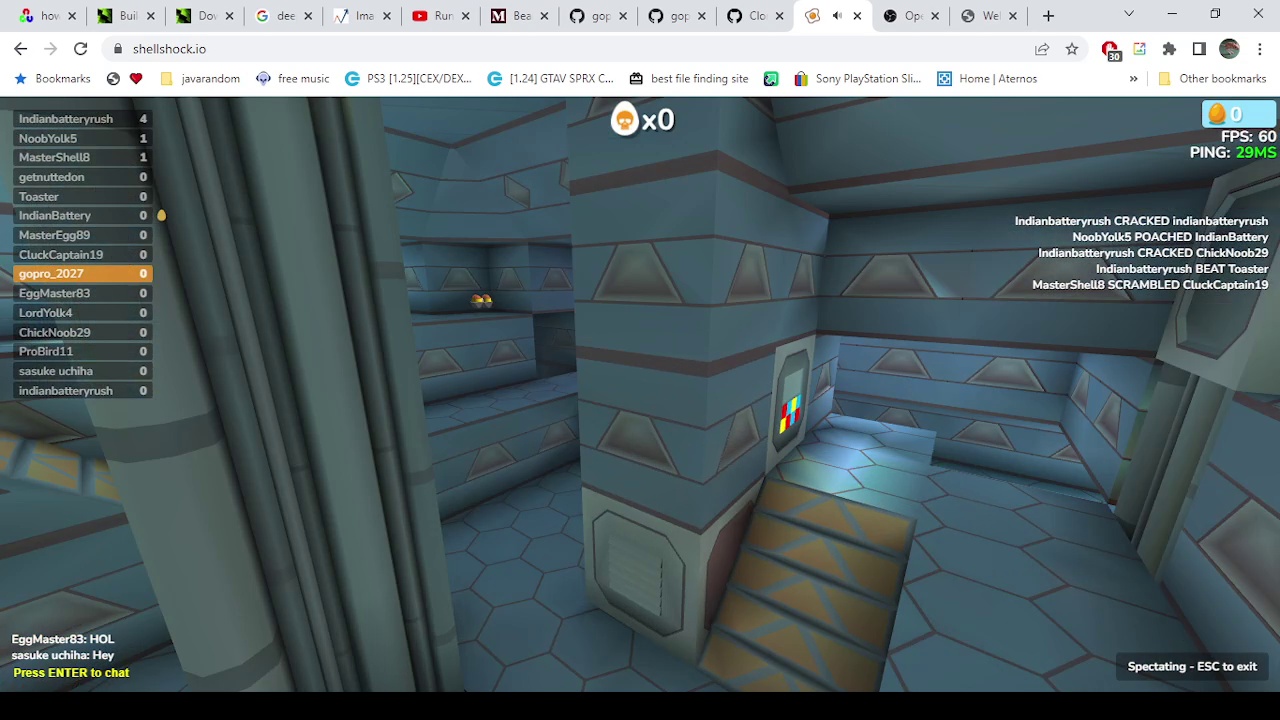 how
Buil
Dov
dee
Ima
Run
Bea
gop
gop
Clo
Ope
Wel
shellshock.io
30
Bookmarks
javarandom
free music
PS3 [1.25][CEX/DEX...
[1.24] GTAV SPRX C...
best file finding site
Sony PlayStation Sli...
Home | Aternos
»
Other bookmarks
Indianbatteryrush 4
NoobYolk5 1
MasterShell8 1
getnuttedon 0
Toaster 0
IndianBattery 0
MasterEgg89 0
CluckCaptain19 0
gopro_2027 0
EggMaster83 0
LordYolk4 0
ChickNoob29 0
ProBird11 0
sasuke uchiha 0
indianbatteryrush 0
x0
0
FPS: 60
PING: 29MS
Indianbatteryrush CRACKED indianbatteryrush
NoobYolk5 POACHED IndianBattery
Indianbatteryrush CRACKED ChickNoob29
Indianbatteryrush BEAT Toaster
MasterShell8 SCRAMBLED CluckCaptain19
EggMaster83: HOL
sasuke uchiha: Hey
Press ENTER to chat
Spectating - ESC to exit